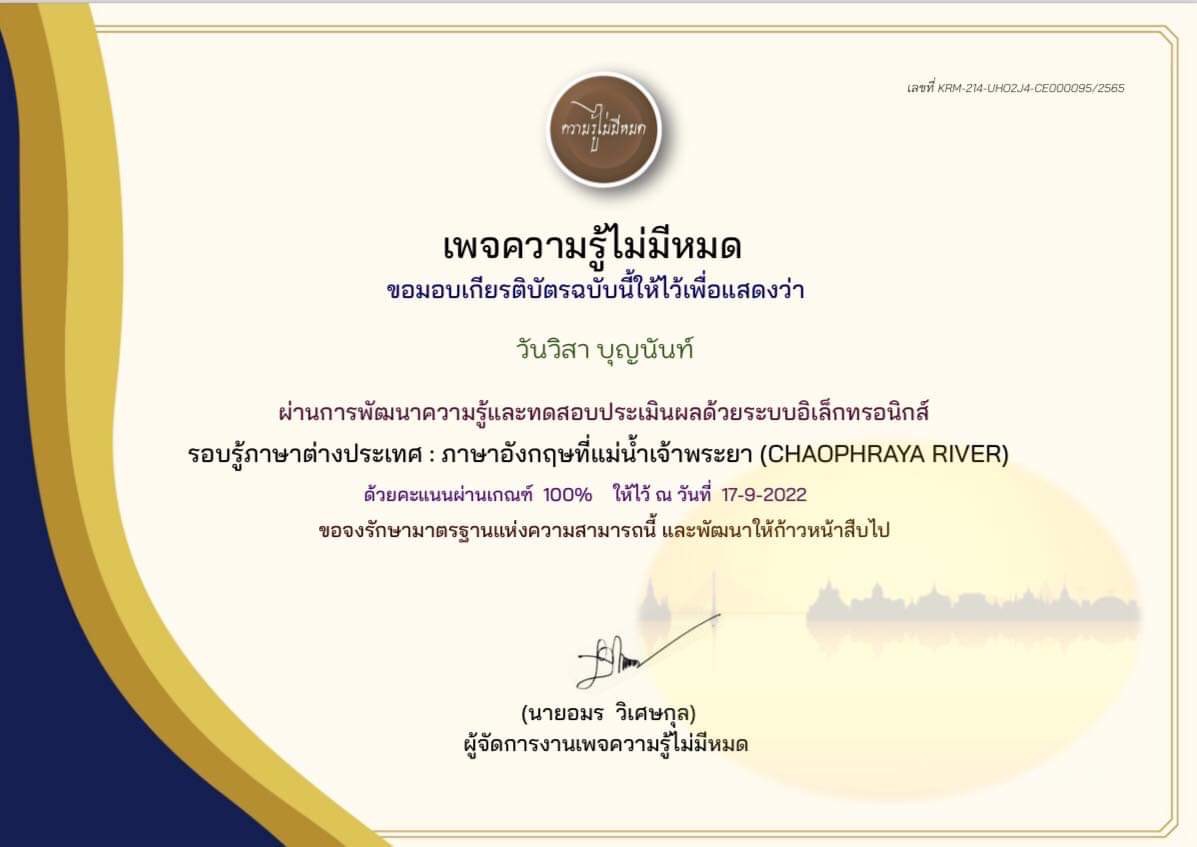 เลขที่ KRM-214-UHO2J4-CE000095/2565
ความรู้ไม่มีหมด
เพจความรู้ไม่มีหมด
ขอมอบเกียรติบัตรฉบับนี้ให้ไว้เพื่อแสดงว่า
วันวิสา บุญนันท์
ผ่านการพัฒนาความรู้และทดสอบประเมินผลด้วยระบบอิเล็กทรอนิกส์
รอบรู้ภาษาต่างประเทศ : ภาษาอังกฤษที่แม่น้ำเจ้าพระยา (CHAOPHRAYA RIVER)
ด้วยคะแนนผ่านเกณฑ์ 100% ให้ไว้ ณ วันที่ 17-9-2022
ขอจงรักษามาตรฐานแห่งความสามารถนี้ และพัฒนาให้ก้าวหน้าสืบไป
(นายอมร วิเศษกุล)
ผู้จัดการงานเพจความรู้ไม่มีหมด